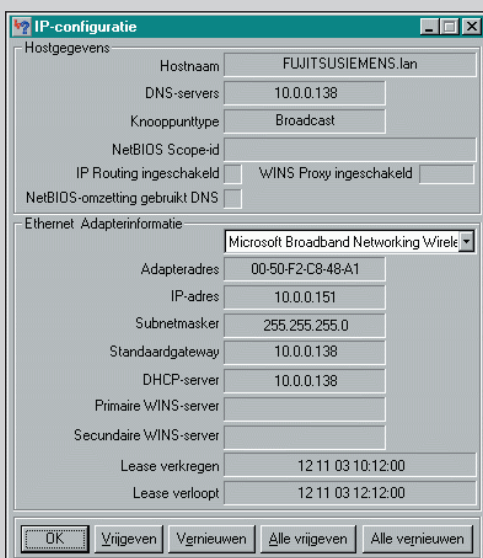 IP-configuratie
Hostgegevens
Hostnaam FUJITSUSIEMENS.lan
DNS-servers 10.0.0.138
Knooppunttype Broadcast
NetBIOS Scope-id
IP Routing ingeschakeld WINS Proxy ingeschakeld
NetBIOS-omzetting gebruikt DNS
Ethernet Adapterinformatie
Microsoft Broadband Networking Wirele
Adapteradres 00-50-F2-C8-48-A1
IP-adres 10.0.0.151
Subnetmasker 255.255.255.0
Standaardgateway 10.0.0.138
DHCP-server 10.0.0.138
Primaire WINS-server
Secundaire WINS-server
Lease verkregen 12 11 03 10:12:00
Lease verloopt 12 11 03 12:12:00
OK Vrijgeven Vernieuwen Alle vrijgeven Alle vernieuwen